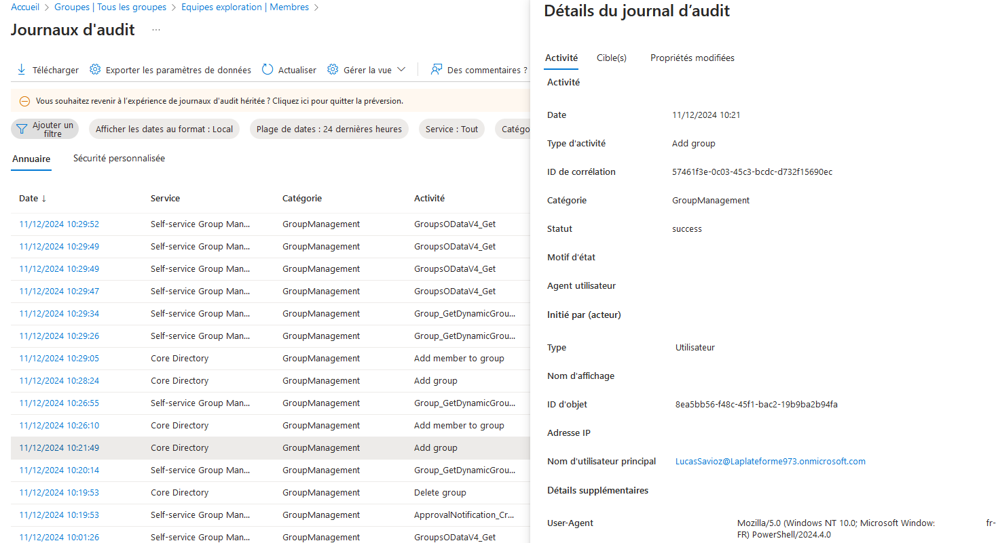 Accueil > Groupes | Tous les groupes > Equipes exploration | Membres >
Journaux d'audit ...
Télécharger Exporter les paramètres de données Actualiser Gérer la vue Des commentaires ?
Vous souhaitez revenir à l'expérience de journaux d'audit héritée ? Cliquez ici pour quitter la préversion.
Ajouter un
filtre
Afficher les dates au format : Local Plage de dates : 24 dernières heures Service : Tout Catégo
Annuaire Sécurité personnalisée
Date ↓ Service Catégorie Activité
11/12/2024 10:29:52 Self-service Group Man... GroupManagement GroupsODataV4_Get
11/12/2024 10:29:49 Self-service Group Man... GroupManagement GroupsODataV4_Get
11/12/2024 10:29:49 Self-service Group Man... GroupManagement GroupsODataV4_Get
11/12/2024 10:29:47 Self-service Group Man... GroupManagement GroupsODataV4_Get
11/12/2024 10:29:34 Self-service Group Man... GroupManagement Group_GetDynamicGrou...
11/12/2024 10:29:26 Self-service Group Man... GroupManagement Group_GetDynamicGrou...
11/12/2024 10:29:05 Core Directory GroupManagement Add member to group
11/12/2024 10:28:24 Core Directory GroupManagement Add group
11/12/2024 10:26:55 Self-service Group Man... GroupManagement Group_GetDynamicGrou...
11/12/2024 10:26:10 Core Directory GroupManagement Add member to group
11/12/2024 10:21:49 Core Directory GroupManagement Add group
11/12/2024 10:20:14 Self-service Group Man... GroupManagement Group_GetDynamicGrou...
11/12/2024 10:19:53 Core Directory GroupManagement Delete group
11/12/2024 10:19:53 Self-service Group Man... GroupManagement ApprovalNotification_Cr...
11/12/2024 10:01:26 Self-service Group Man... GroupManagement GroupsODataV4_Get
Détails du journal d'audit
Activité Cible(s) Propriétés modifiées
Activité
Date 11/12/2024 10:21
Type d'activité Add group
ID de corrélation 57461f3e-0c03-45c3-bcdc-d732f15690ec
Catégorie GroupManagement
Statut success
Motif d'état
Agent utilisateur
Initié par (acteur)
Type Utilisateur
Nom d'affichage
ID d'objet 8ea5bb56-f48c-45f1-bac2-19b9ba2b94fa
Adresse IP
Nom d'utilisateur principal LucasSavioz@Laplateforme973.onmicrosoft.com
Détails supplémentaires
User-Agent Mozilla/5.0 (Windows NT 10.0; Microsoft Window: fr-
FR) PowerShell/2024.4.0